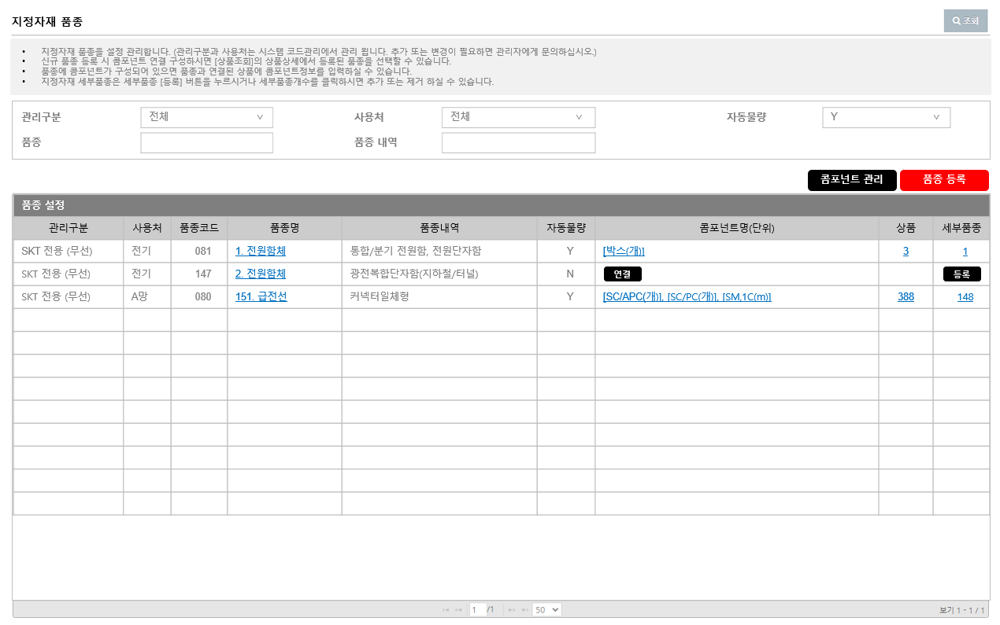 지정자재 품종
조회
• 지정자재 품종을 설정 관리합니다. (관리구분과 사용처는 시스템 코드관리에서 관리 됩니다. 추가 또는 변경이 필요하면 관리자에게 문의하십시오.)
• 신규 품종 등록 시 콤포넌트 연결 구성하시면 [상품조회]의 상품상세에서 등록된 품종을 선택할 수 있습니다.
• 품종에 콤포넌트가 구성되어 있으면 품종과 연결된 상품에 콤포넌트정보를 입력하실 수 있습니다.
• 지정자재 세부품종은 세부품종 [등록] 버튼을 누르시거나 세부품종개수를 클릭하시면 추가 또는 제거 하실 수 있습니다.
관리구분 전체 사용처 전체 자동물량 Y
품종 품종 내역
콤포넌트 관리 품종 등록
품종 설정
관리구분 사용처 품종코드 품종명 품종내역 자동물량 콤포넌트명(단위) 상품 세부품종
SKT 전용 (무선) 전기 081 1. 전원함체 통합/분기 전원함, 전원단자함 Y [박스(개)] 3 1
SKT 전용 (무선) 전기 147 2. 전원함체 광전복합단자함(지하철/터널) N 연결 등록
SKT 전용 (무선) A망 080 151. 급전선 커넥터일체형 Y [SC/APC(개)], [SC/PC(개)], [SM,1C(m)] 388 148
1 /1 50 보기 1 - 1 / 1